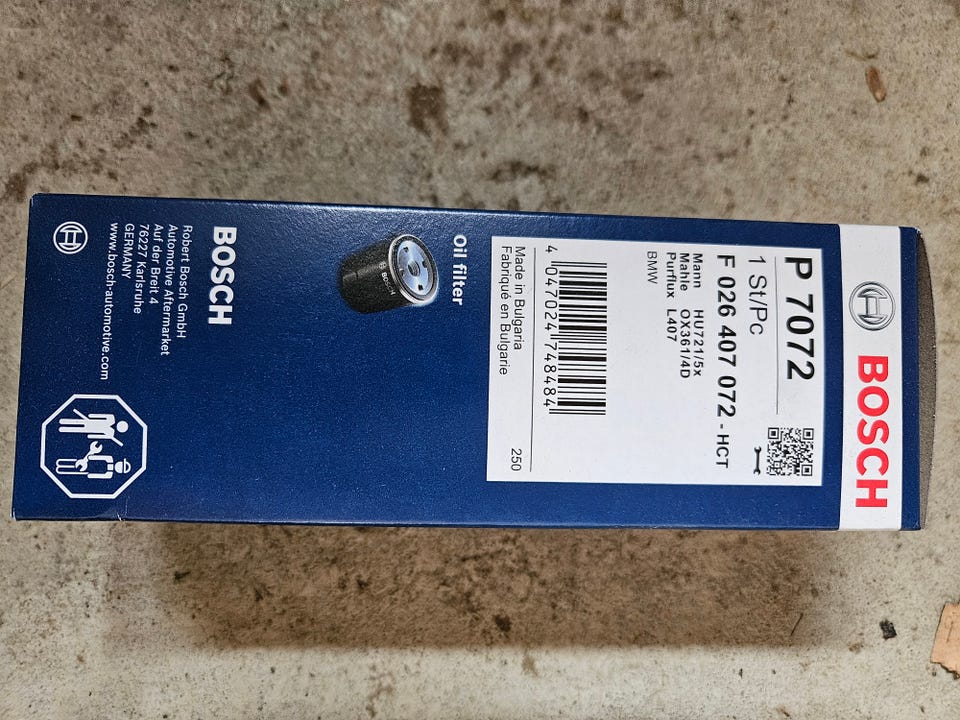 BOSCH
P 7072
1 St/Pc.
F 026 407 072 - HCT
Mann HU721/5x
Mahle OX361/4D
Purflux L407
BMW
4 047024 748484
Made in Bulgaria
Fabriqué en Bulgarie
250
Oil filter
BOSCH
BOSCH
Robert Bosch GmbH
Automotive Aftermarket
Auf der Breit 4
76227 Karlsruhe
GERMANY
www.bosch-automotive.com